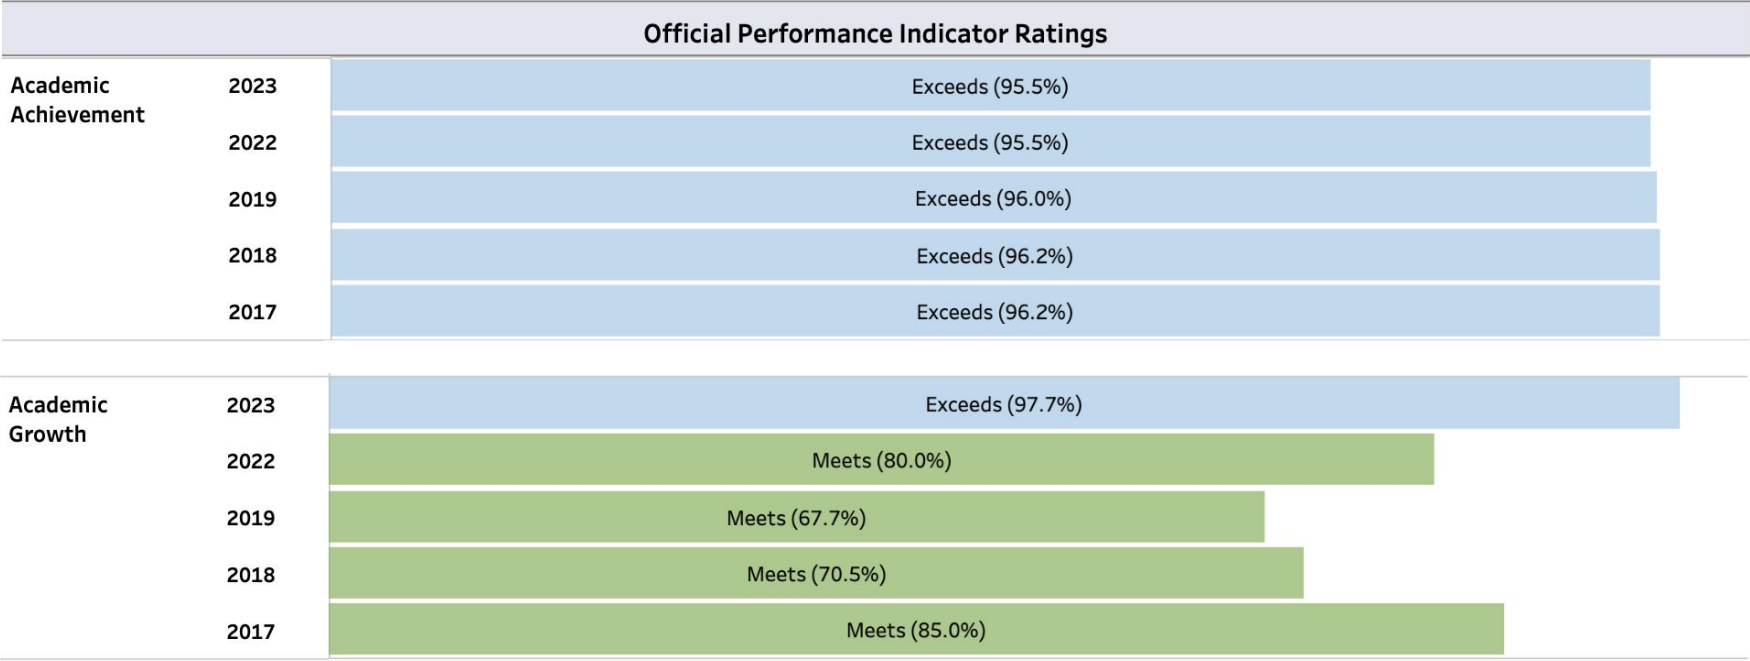 Official Performance Indicator Ratings
Academic
Achievement
2023 Exceeds (95.5%)
2022 Exceeds (95.5%)
2019 Exceeds (96.0%)
2018 Exceeds (96.2%)
2017 Exceeds (96.2%)
Academic
Growth
2023 Exceeds (97.7%)
2022 Meets (80.0%)
2019 Meets (67.7%)
2018 Meets (70.5%)
2017 Meets (85.0%)